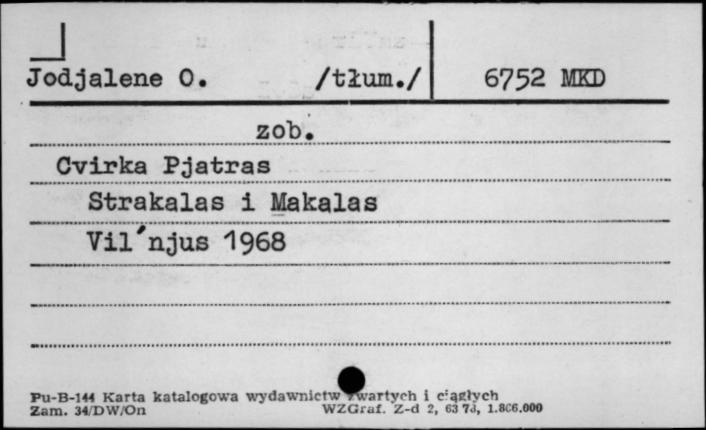 Jodjalene O. /tłum./ 6752 MKD
zob.
Cvirka Pjatras
Strakalas i Makalas
Vil´njus 1968
Pu-B-144 Karta katalogowa wydawnictw zwartych i ciągłych
Zam. 34/DW/On WZGraf. Z-d 2, 63 73, 1.806.000